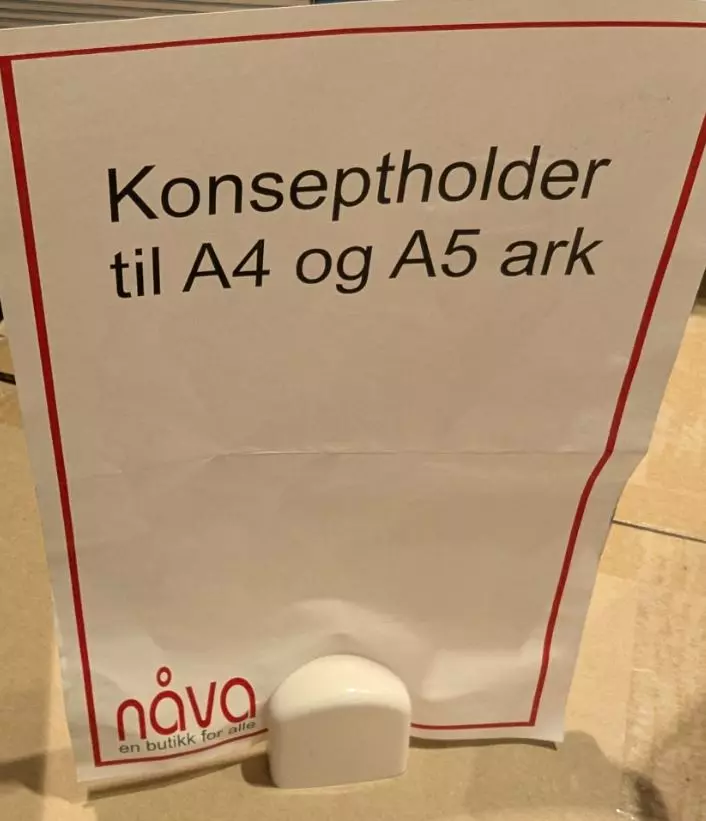 Konseptholder
til A4 og A5 ark
nåva
en butikk for alle